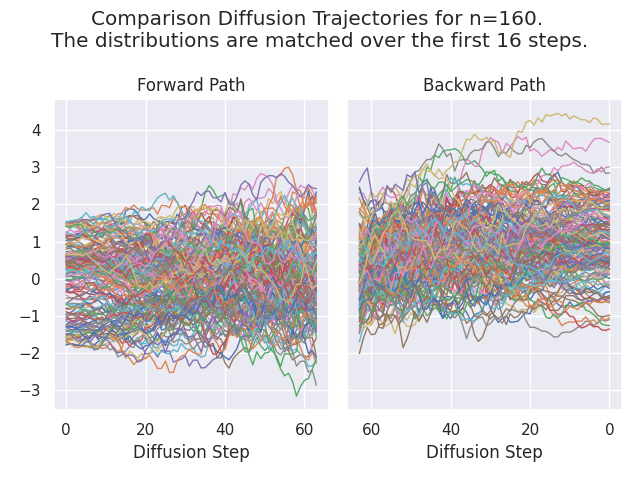 Comparison Diffusion Trajectories for n=160.
The distributions are matched over the first 16 steps.
Forward Path
Backward Path
4
3
2
1
0
−1
−2
−3
0 20 40 60
60 40 20 0
Diffusion Step
Diffusion Step